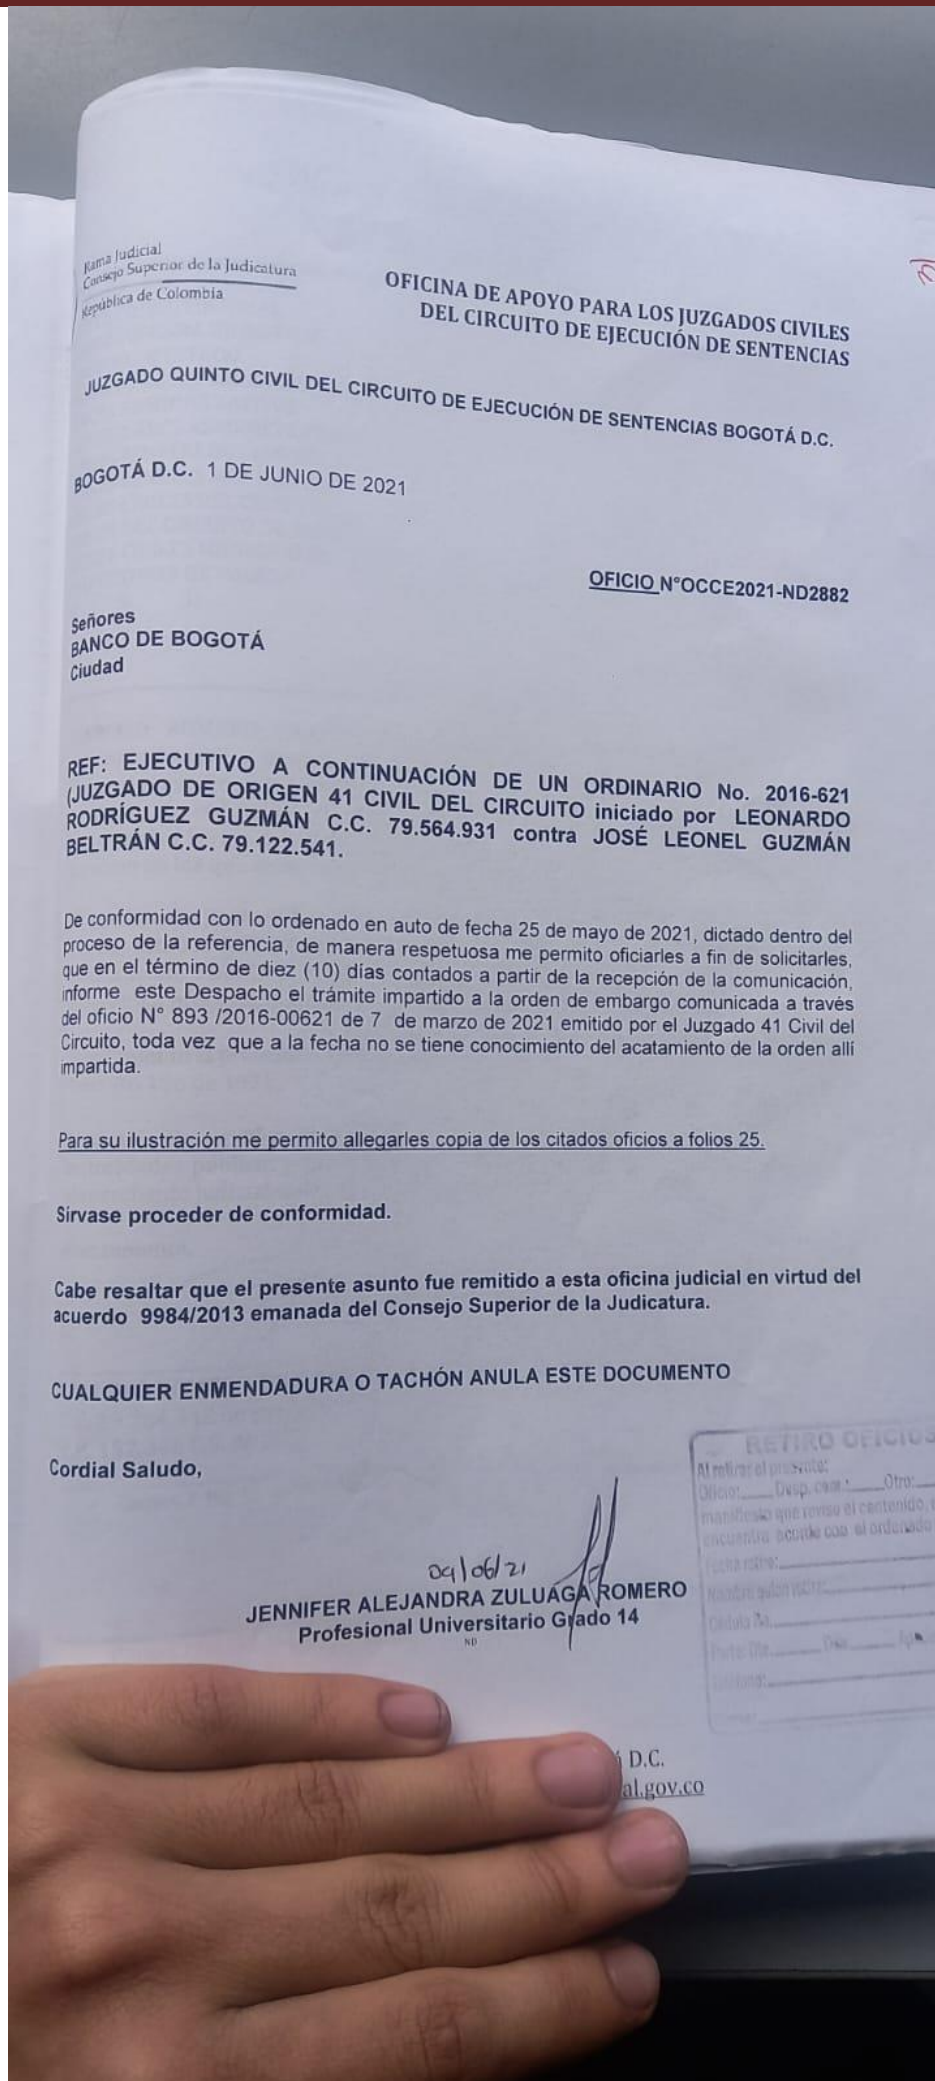 Rama Judicial
Consejo Superior de la Judicatura
República de Colombia
OFICINA DE APOYO PARA LOS JUZGADOS CIVILES
DEL CIRCUITO DE EJECUCIÓN DE SENTENCIAS
JUZGADO QUINTO CIVIL DEL CIRCUITO DE EJECUCIÓN DE SENTENCIAS BOGOTÁ D.C.
BOGOTÁ D.C. 1 DE JUNIO DE 2021
OFICIO N°OCCE2021-ND2882
Señores
BANCO DE BOGOTÁ
Ciudad
REF: EJECUTIVO A CONTINUACIÓN DE UN ORDINARIO No. 2016-621
(JUZGADO DE ORIGEN 41 CIVIL DEL CIRCUITO iniciado por LEONARDO
RODRÍGUEZ GUZMÁN C.C. 79.564.931 contra JOSÉ LEONEL GUZMÁN
BELTRÁN C.C. 79.122.541.
De conformidad con lo ordenado en auto de fecha 25 de mayo de 2021, dictado dentro del
proceso de la referencia, de manera respetuosa me permito oficiarles a fin de solicitarles,
que en el término de diez (10) días contados a partir de la recepción de la comunicación,
informe este Despacho el trámite impartido a la orden de embargo comunicada a través
del oficio N° 893 /2016-00621 de 7 de marzo de 2021 emitido por el Juzgado 41 Civil del
Circuito, toda vez que a la fecha no se tiene conocimiento del acatamiento de la orden allí
impartida.
Para su ilustración me permito allegarles copia de los citados oficios a folios 25.
Sírvase proceder de conformidad.
Cabe resaltar que el presente asunto fue remitido a esta oficina judicial en virtud del
acuerdo 9984/2013 emanada del Consejo Superior de la Judicatura.
CUALQUIER ENMENDADURA O TACHÓN ANULA ESTE DOCUMENTO
Cordial Saludo,
RETIRO OFICIOS
Al retirar el presente:
Oficio: Desp. com.: Otro:
manifiesto que reviso el contenido,
encuentra acorde con el ordenado
Fecha retiro:
Nombre quien retira:
Cédula No.
09/06/21
JENNIFER ALEJANDRA ZULUAGA ROMERO
Profesional Universitario Grado 14
ND
D.C.
al.gov.co